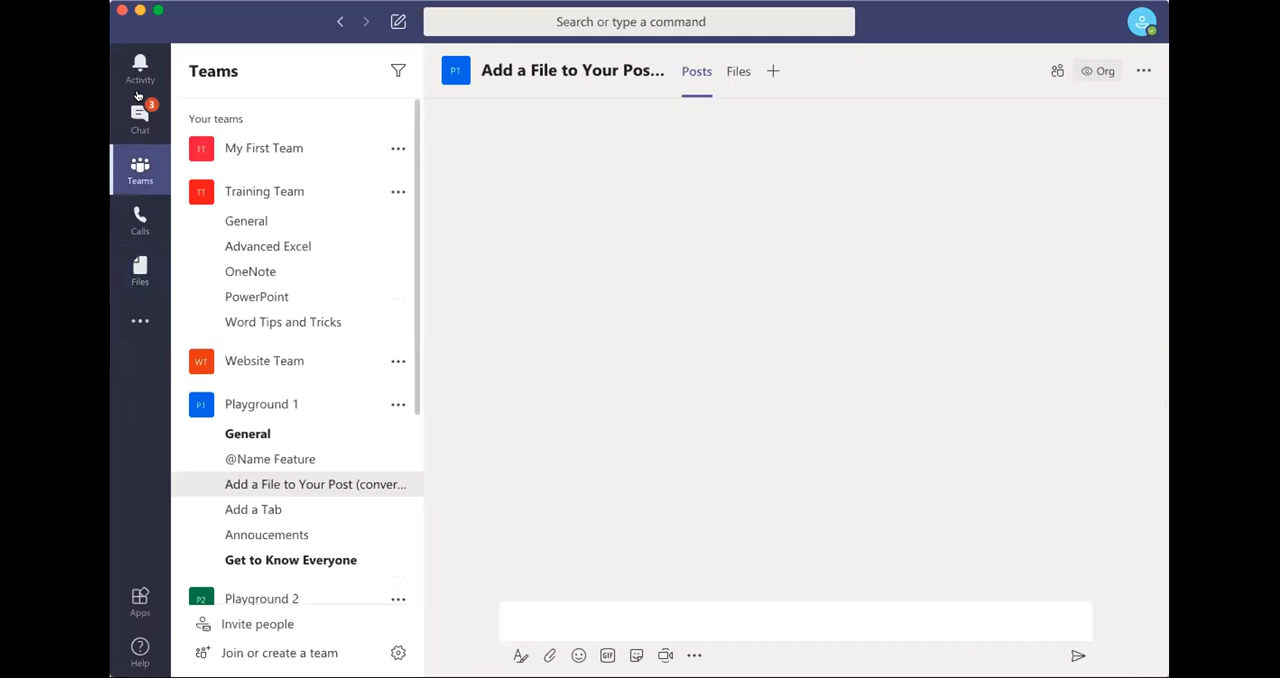 Search or type a command
Activity
3
Chat
Teams
Calls
Files
Apps
Help
Teams
Your teams
TT My First Team
TT Training Team
General
Advanced Excel
OneNote
PowerPoint
Word Tips and Tricks
WT Website Team
P1 Playground 1
General
@Name Feature
Add a File to Your Post (conver...
Add a Tab
Annoucements
Get to Know Everyone
P2 Playground 2
Invite people
Join or create a team
P1 Add a File to Your Pos... Posts Files Org
GIF